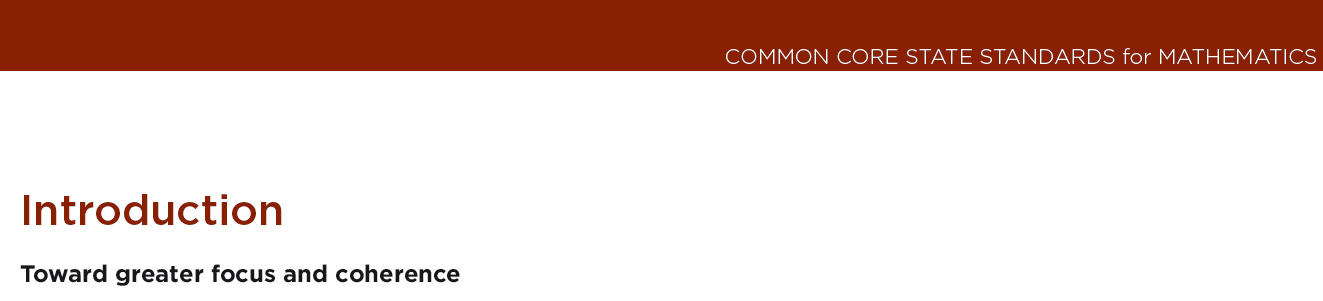 COMMON CORE STATE STANDARDS for MATHEMATICS
Introduction
Toward greater focus and coherence